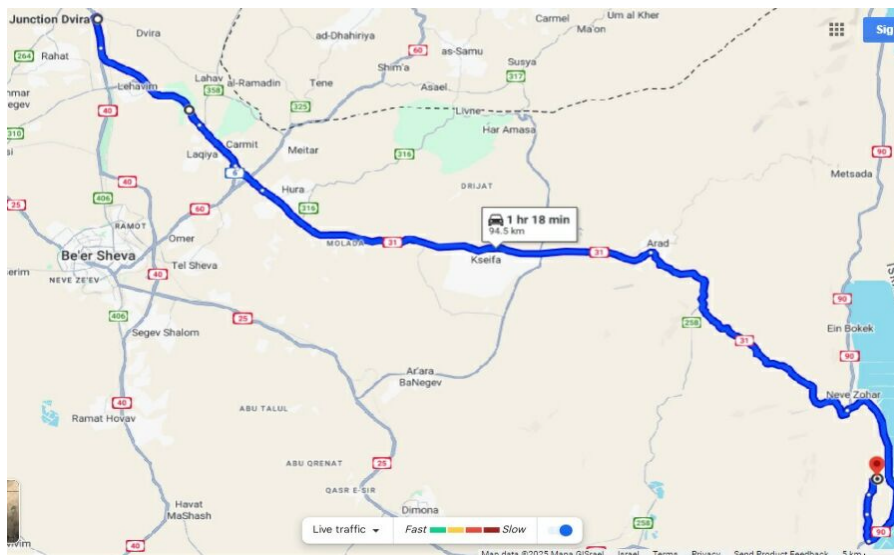 Junction Dvira
Dvira
264
Rahat
Lehavim
Lahav
al-Ramadin
358
40
310
Carmit
Laqiya
6
ad-Dhahiriya
Shim'a
Tene
325
Meitar
60
as-Samu
Asael
Carmel
Um al Kher
Ma'on
Susya
317
Livne
Har Amasa
316
DRIJAT
Sig
90
Metsada
25
406
40
60
RAMOT
Omer
Be'er Sheva
NEVE ZE'EV
40
Tel Sheva
Hura
316
MOLADA
31
1 hr 18 min
94.5 km
Kseifa
31
Arad
258
31
90
Ein Bokek
90
Neve Zohar
406
Segev Shalom
25
Ar'ara
BaNegev
ABU TALUL
Ramat Hovav
40
ABU QRENAT
25
QASR E-SIR
Havat
MaShash
Dimona
258
90
Live traffic
Fast
Slow
Map data ©2025 Mapa GISrael
Israel
Terms
Privacy
Send Product Feedback
5 km